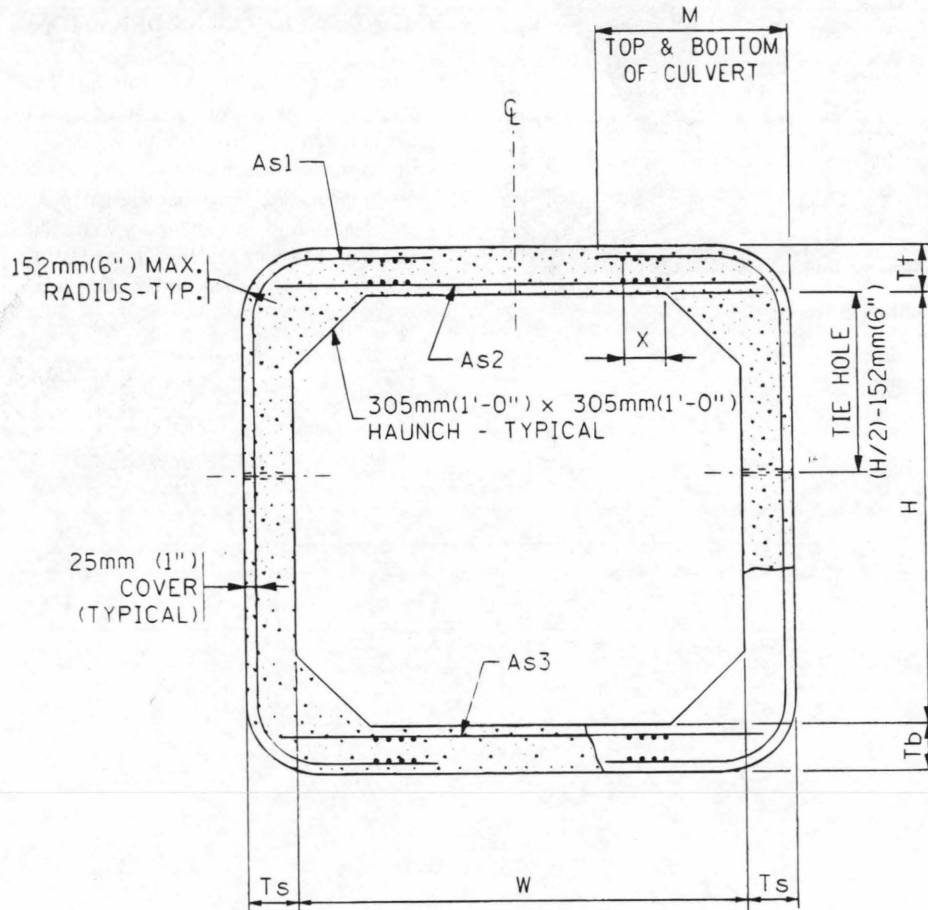 M
TOP & BOTTOM
OF CULVERT
℄
As1
152mm(6") MAX.
RADIUS-TYP.
Tt
As2
X
TIE HOLE
(H/2)-152mm(6")
305mm(1'-0") x 305mm(1'-0")
HAUNCH - TYPICAL
H
25mm (1")
COVER
(TYPICAL)
As3
Tb
Ts
W
Ts